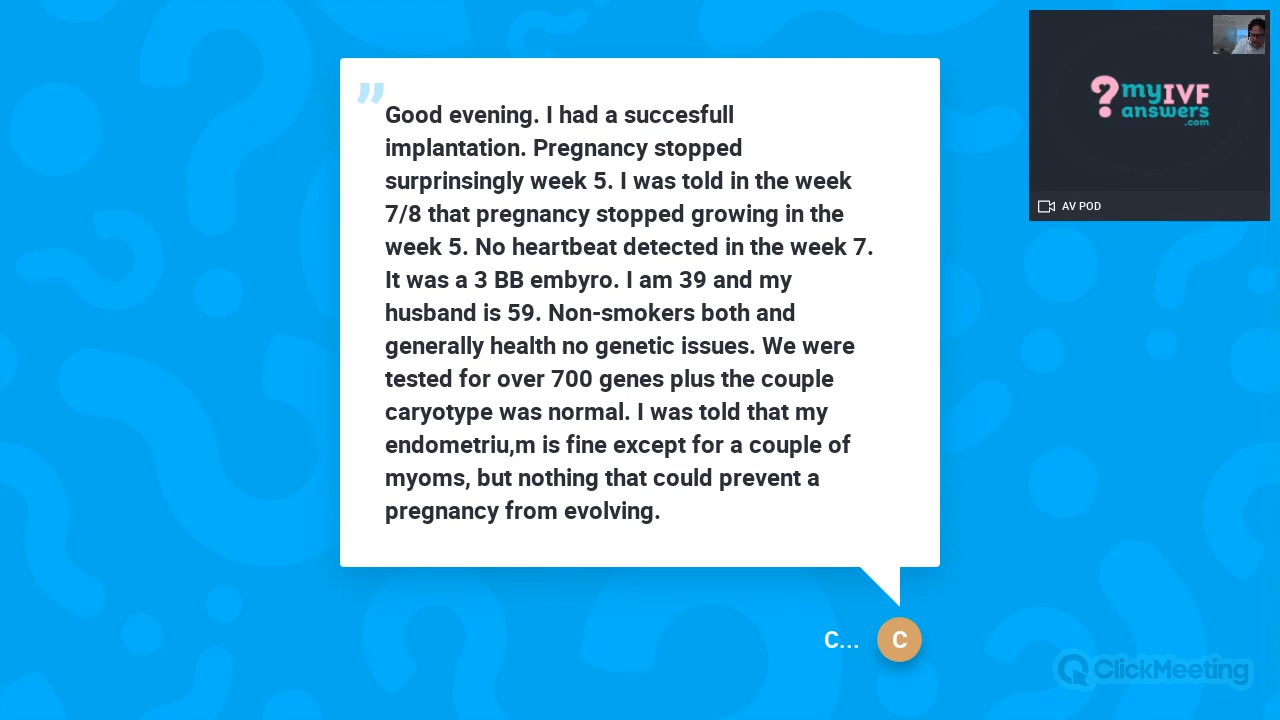 Good evening. I had a succesfull
implantation. Pregnancy stopped
surprinsingly week 5. I was told in the week
7/8 that pregnancy stopped growing in the
week 5. No heartbeat detected in the week 7.
It was a 3 BB embyro. I am 39 and my
husband is 59. Non-smokers both and
generally health no genetic issues. We were
tested for over 700 genes plus the couple
caryotype was normal. I was told that my
endometriu,m is fine except for a couple of
myoms, but nothing that could prevent a
pregnancy from evolving.
C... C
?myIVF
answers
.com
AV POD
ClickMeeting